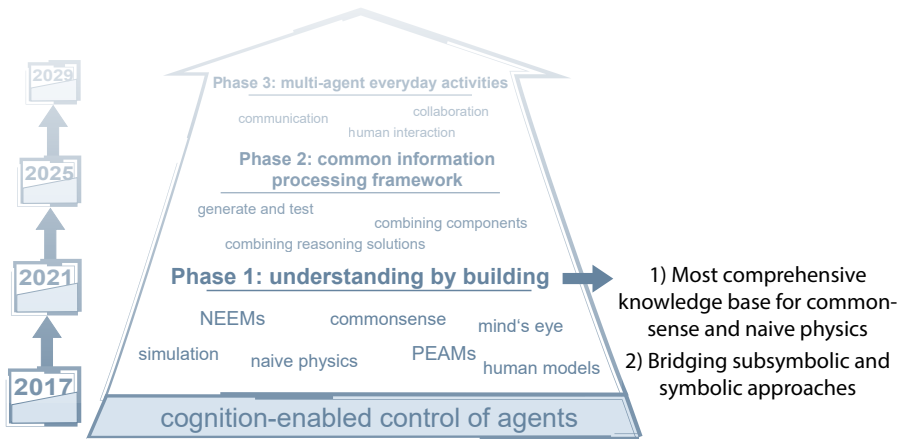 2029
Phase 3: multi-agent everyday activities
communication
collaboration
human interaction
2025
Phase 2: common information
processing framework
generate and test
combining components
combining reasoning solutions
2021
Phase 1: understanding by building
1) Most comprehensive
knowledge base for common-
sense and naive physics
2) Bridging subsymbolic and
symbolic approaches
NEEMs
commonsense
mind's eye
simulation
naive physics
PEAMs
human models
2017
cognition-enabled control of agents